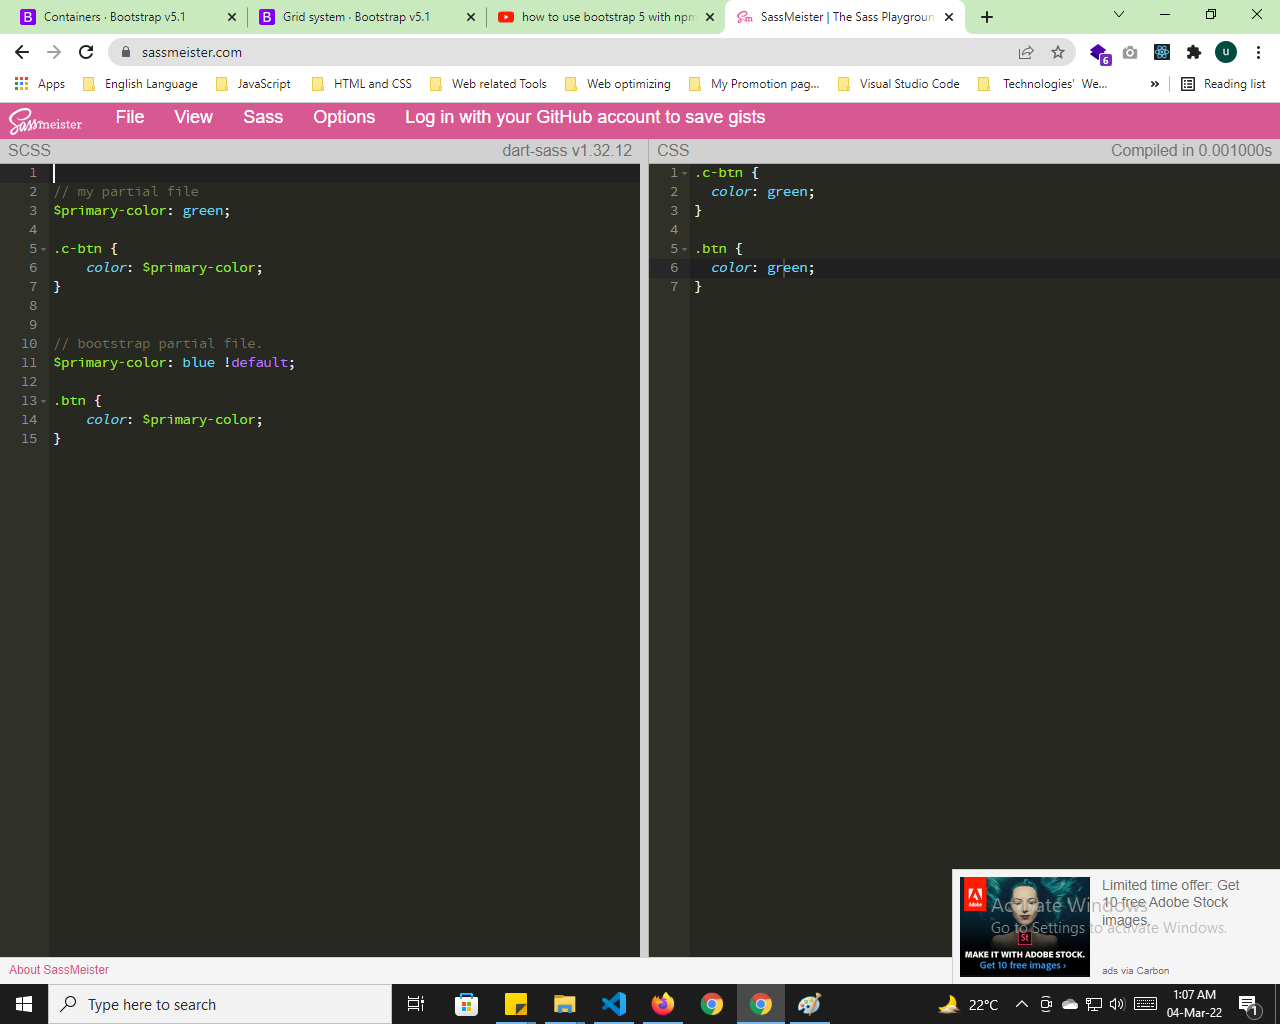 Containers · Bootstrap v5.1
Grid system · Bootstrap v5.1
how to use bootstrap 5 with npm
SassMeister | The Sass Playgroun
sassmeister.com
6
u
Apps
English Language
JavaScript
HTML and CSS
Web related Tools
Web optimizing
My Promotion pag...
Visual Studio Code
Technologies' We...
»
Reading list
Sassmeister
File
View
Sass
Options
Log in with your GitHub account to save gists
SCSS
dart-sass v1.32.12
CSS
Compiled in 0.001000s
1
2 // my partial file
3 $primary-color: green;
4
5 .c-btn {
6 color: $primary-color;
7 }
8
9
10 // bootstrap partial file.
11 $primary-color: blue !default;
12
13 .btn {
14 color: $primary-color;
15 }
1 .c-btn {
2 color: green;
3 }
4
5 .btn {
6 color: green;
7 }
Adobe
St
MAKE IT WITH ADOBE STOCK.
Get 10 free images ›
Limited time offer: Get
10 free Adobe Stock
images.
ads via Carbon
Activate Windows
Go to Settings to activate Windows.
About SassMeister
Type here to search
22°C
1:07 AM
04-Mar-22
1